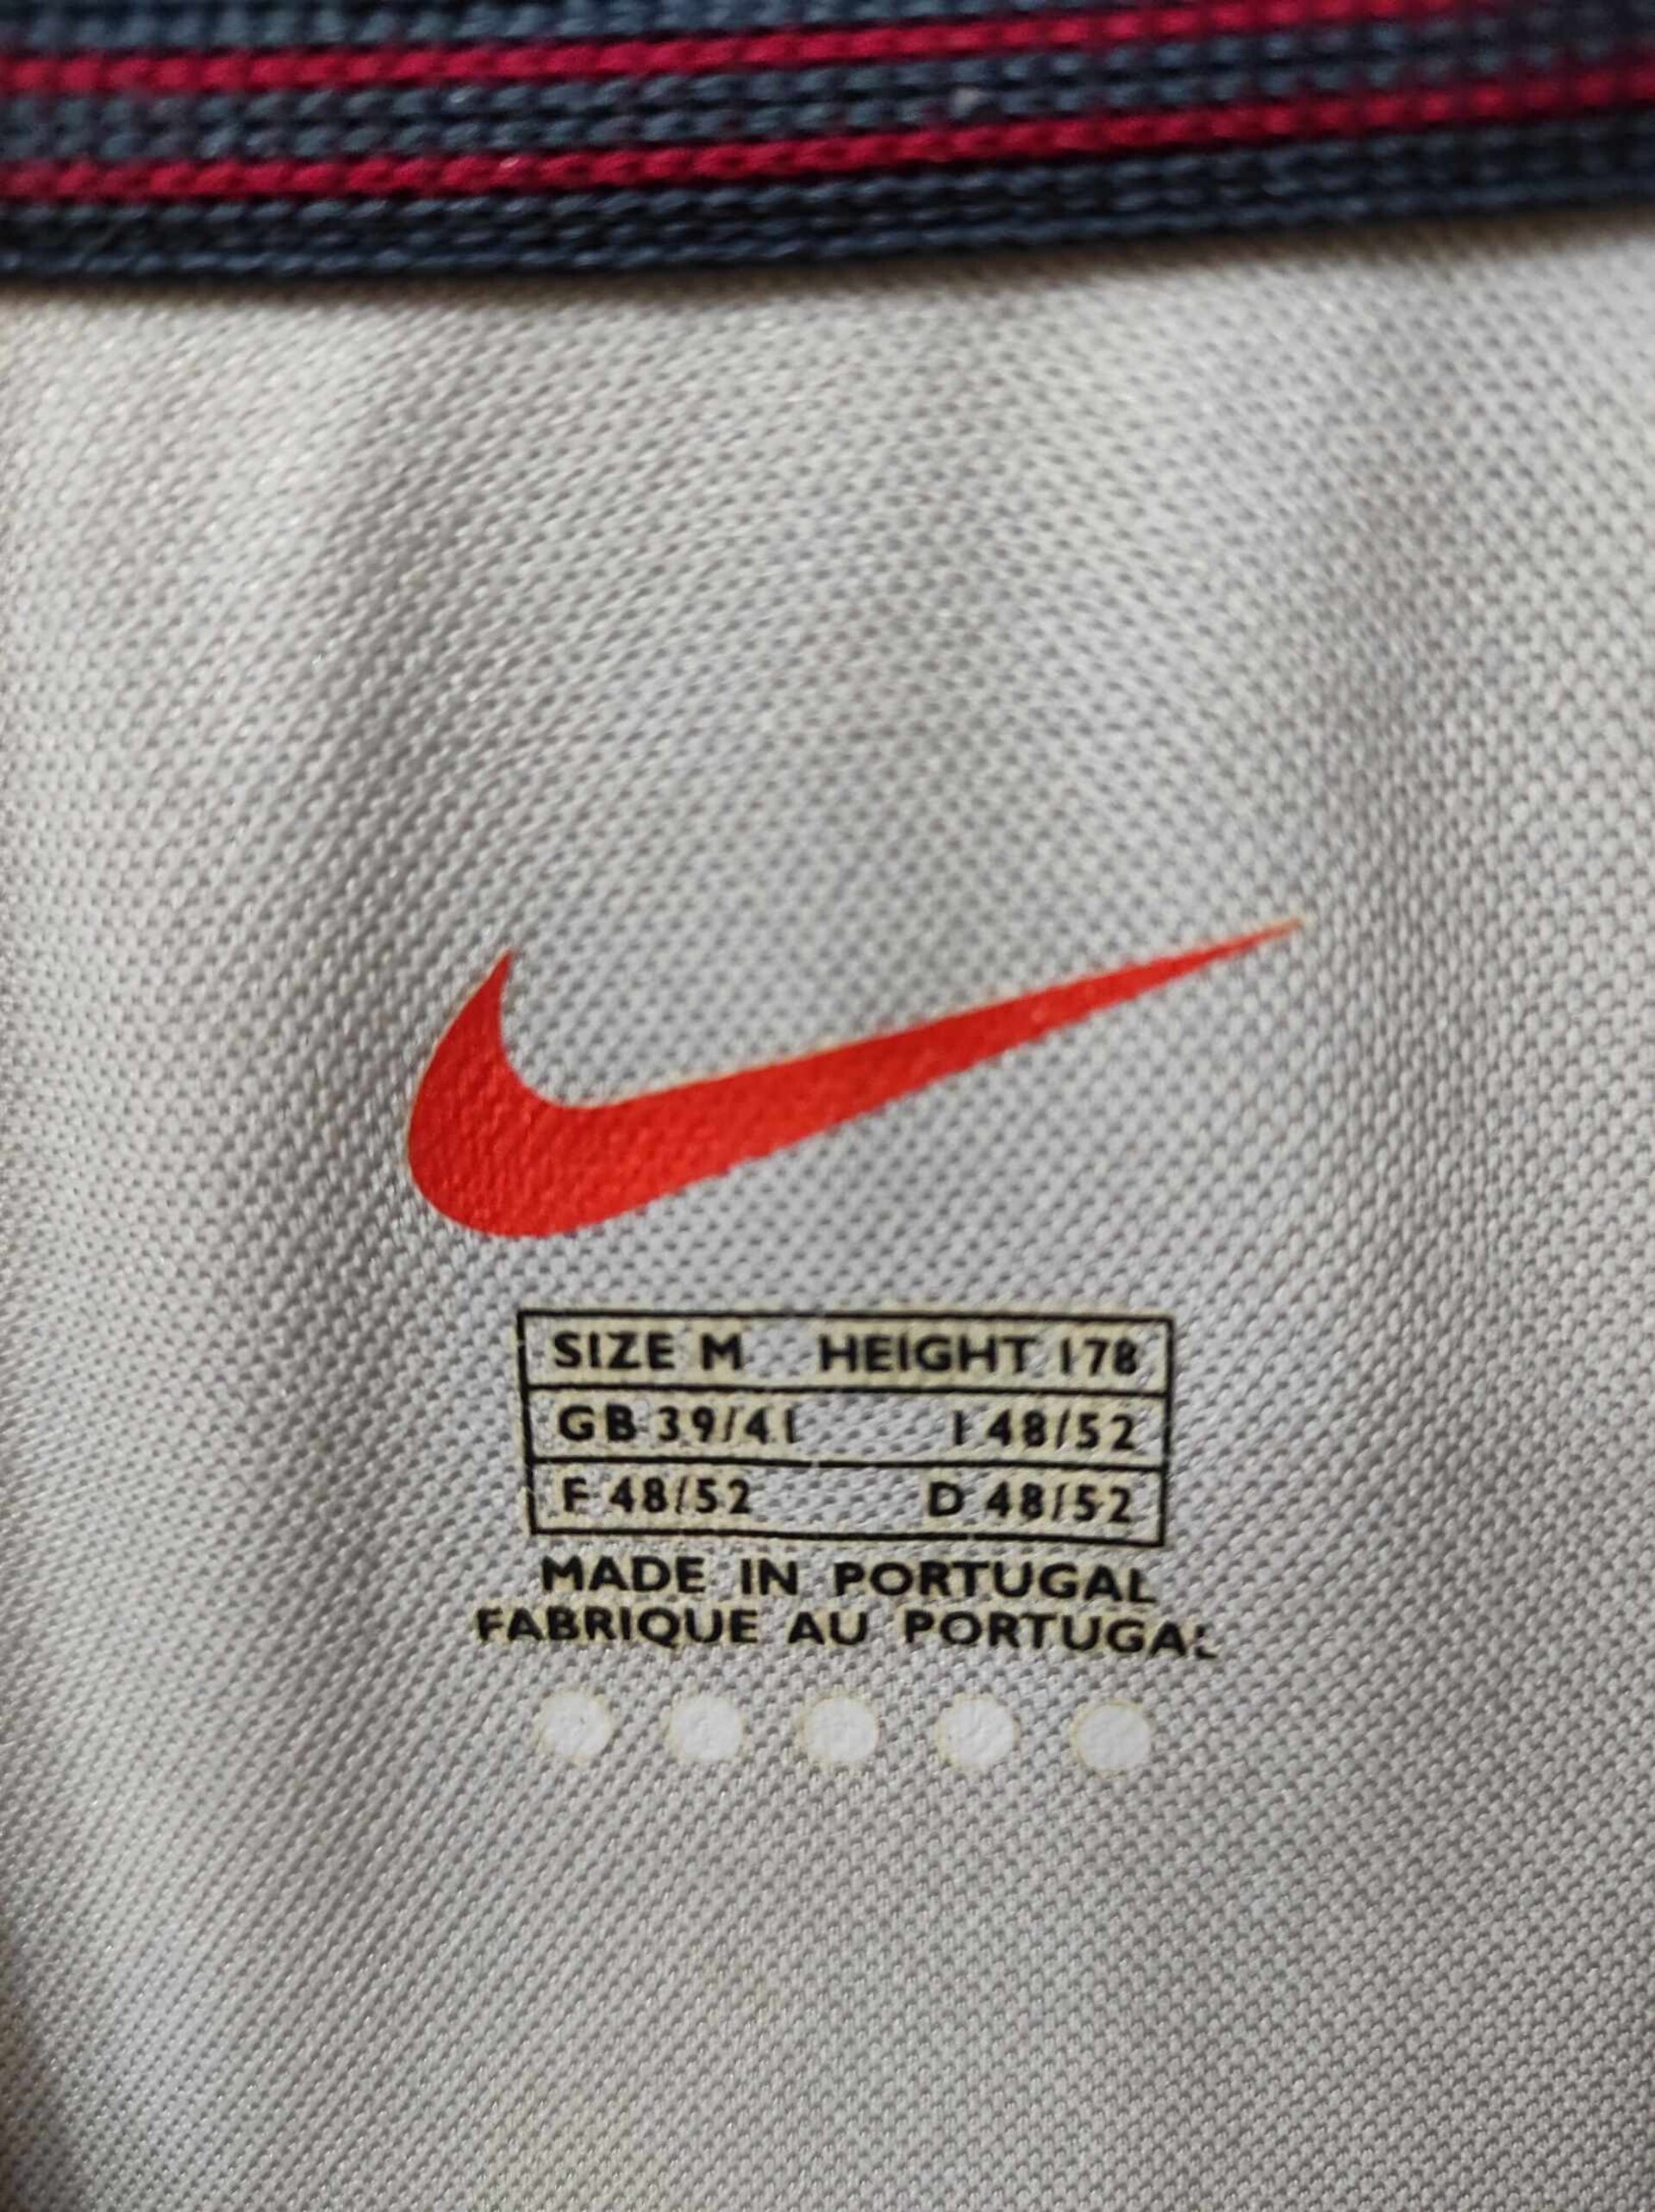 SIZE M HEIGHT 178
GB 39/41 I 48/52
F 48/52 D 48/52
MADE IN PORTUGAL
FABRIQUE AU PORTUGAL